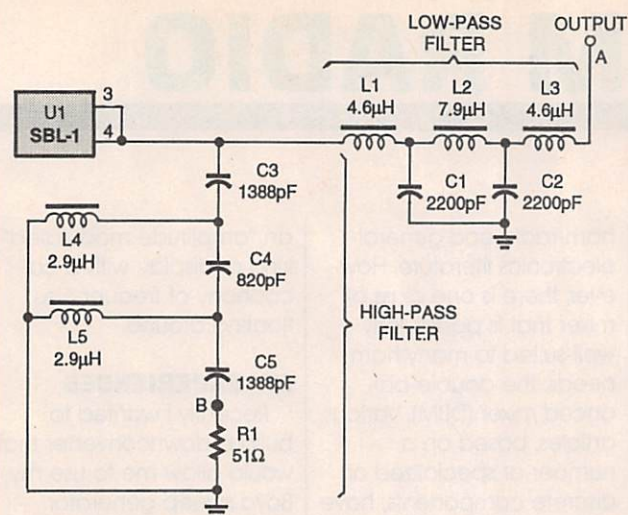 LOW-PASS
FILTER
OUTPUT
A
U1
SBL-1
3
4
L1
4.6µH
L2
7.9µH
L3
4.6µH
C3
1388pF
C1
2200pF
C2
2200pF
L4
2.9µH
C4
820pF
L5
2.9µH
HIGH-PASS
FILTER
C5
1388pF
B
R1
51Ω